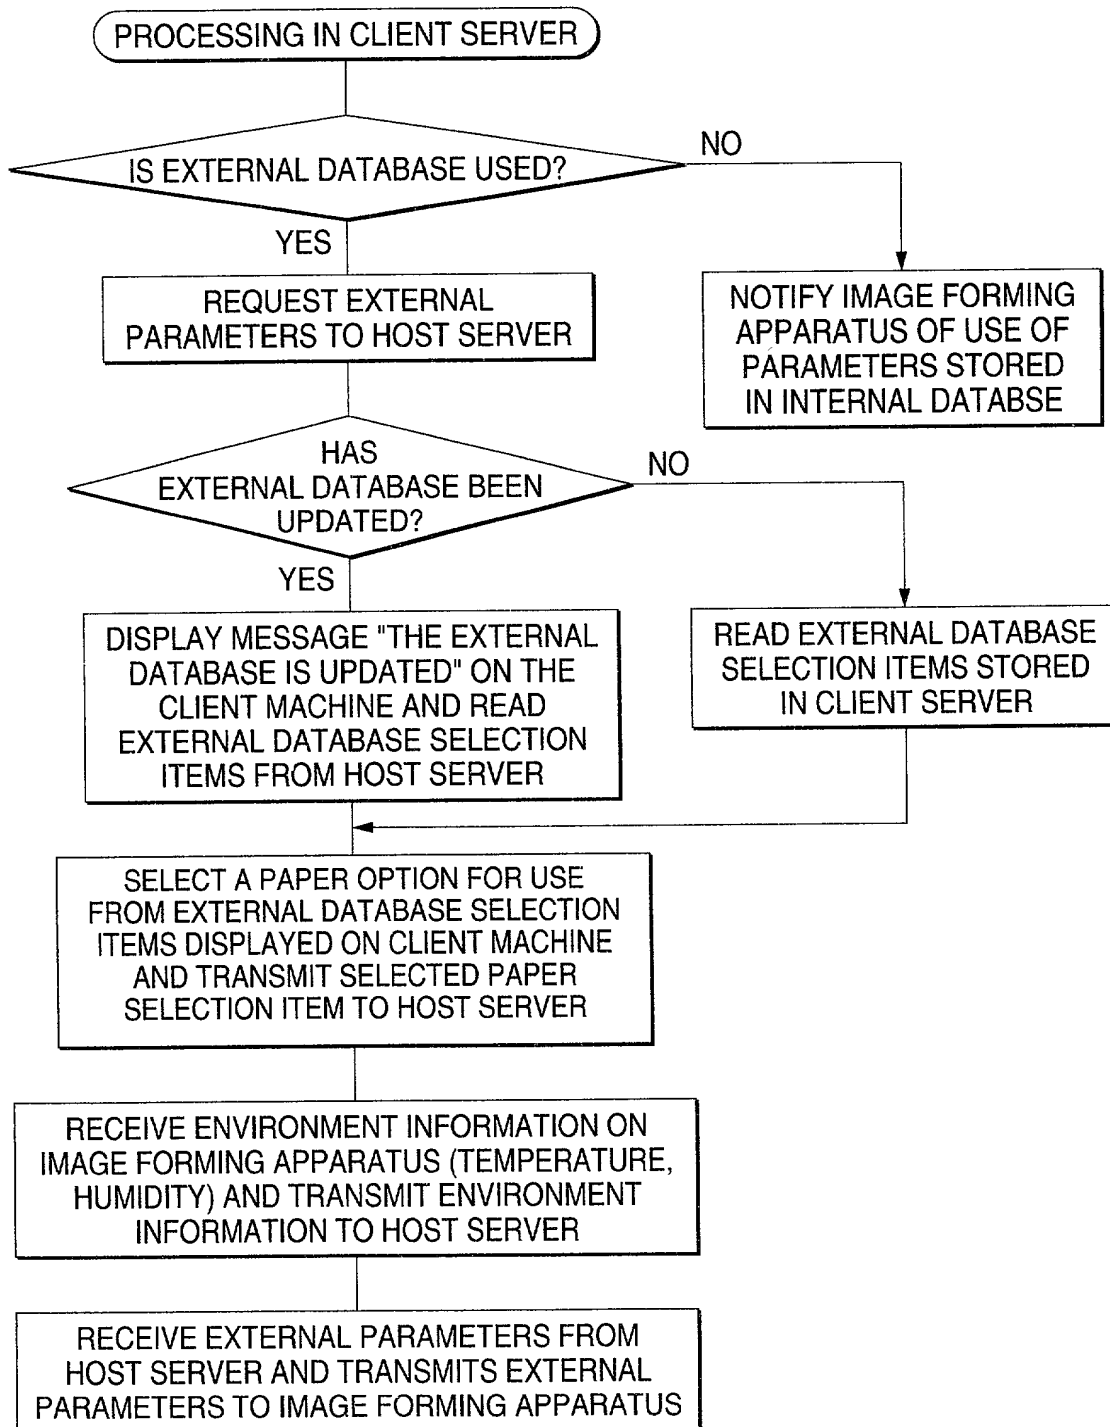 PROCESSING IN CLIENT SERVER
IS EXTERNAL DATABASE USED?
NO
YES
REQUEST EXTERNAL
PARAMETERS TO HOST SERVER
NOTIFY IMAGE FORMING
APPARATUS OF USE OF
PARAMETERS STORED
IN INTERNAL DATABSE
HAS
EXTERNAL DATABASE BEEN
UPDATED?
NO
YES
DISPLAY MESSAGE "THE EXTERNAL
DATABASE IS UPDATED" ON THE
CLIENT MACHINE AND READ
EXTERNAL DATABASE SELECTION
ITEMS FROM HOST SERVER
READ EXTERNAL DATABASE
SELECTION ITEMS STORED
IN CLIENT SERVER
SELECT A PAPER OPTION FOR USE
FROM EXTERNAL DATABASE SELECTION
ITEMS DISPLAYED ON CLIENT MACHINE
AND TRANSMIT SELECTED PAPER
SELECTION ITEM TO HOST SERVER
RECEIVE ENVIRONMENT INFORMATION ON
IMAGE FORMING APPARATUS (TEMPERATURE,
HUMIDITY) AND TRANSMIT ENVIRONMENT
INFORMATION TO HOST SERVER
RECEIVE EXTERNAL PARAMETERS FROM
HOST SERVER AND TRANSMITS EXTERNAL
PARAMETERS TO IMAGE FORMING APPARATUS